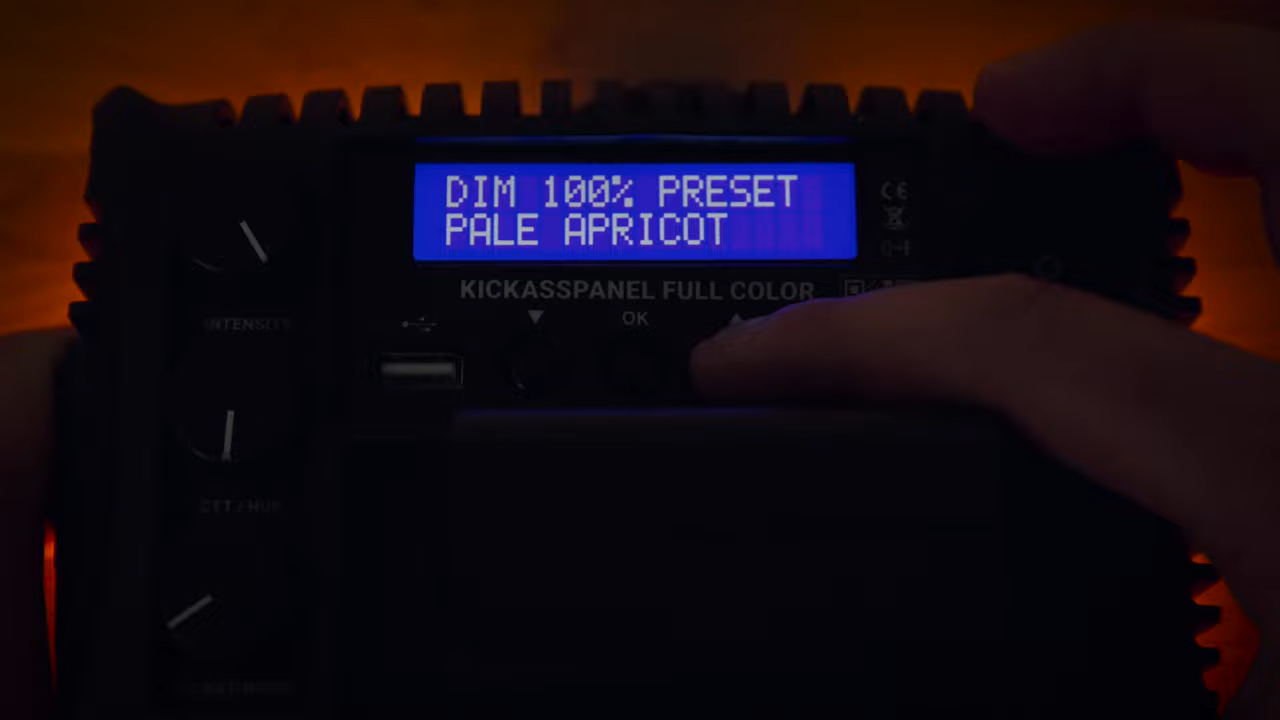 DIM 100% PRESET
PALE APRICOT
KICKASSPANEL FULL COLOR
INTENSITY
OK